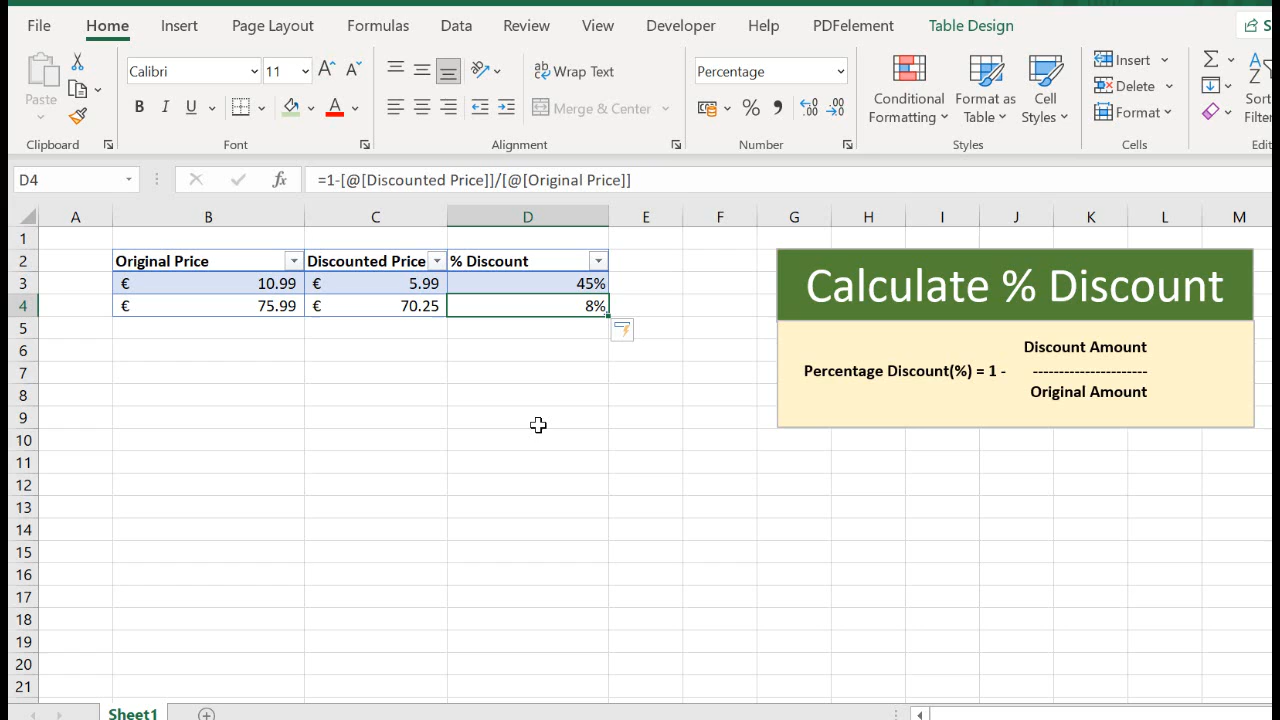 File Home Insert Page Layout Formulas Data Review View Developer Help PDFelement Table Design S
Paste
Calibri 11
Wrap Text
Merge & Center
Percentage
Conditional Formatting
Format as Table
Cell Styles
Insert
Delete
Format
Sort
Filter
Clipboard Font Alignment Number Styles Cells Edit
D4 fx =1-[@[Discounted Price]]/[@[Original Price]]
A B C D E F G H I J K L M
1
2 Original Price Discounted Price % Discount
3 € 10.99 € 5.99 45%
4 € 75.99 € 70.25 8%
5
6
7
8
9
10
11
12
13
14
15
16
17
18
19
20
21
Calculate % Discount
Discount Amount
Percentage Discount(%) = 1 - ----------------------
Original Amount
Sheet1